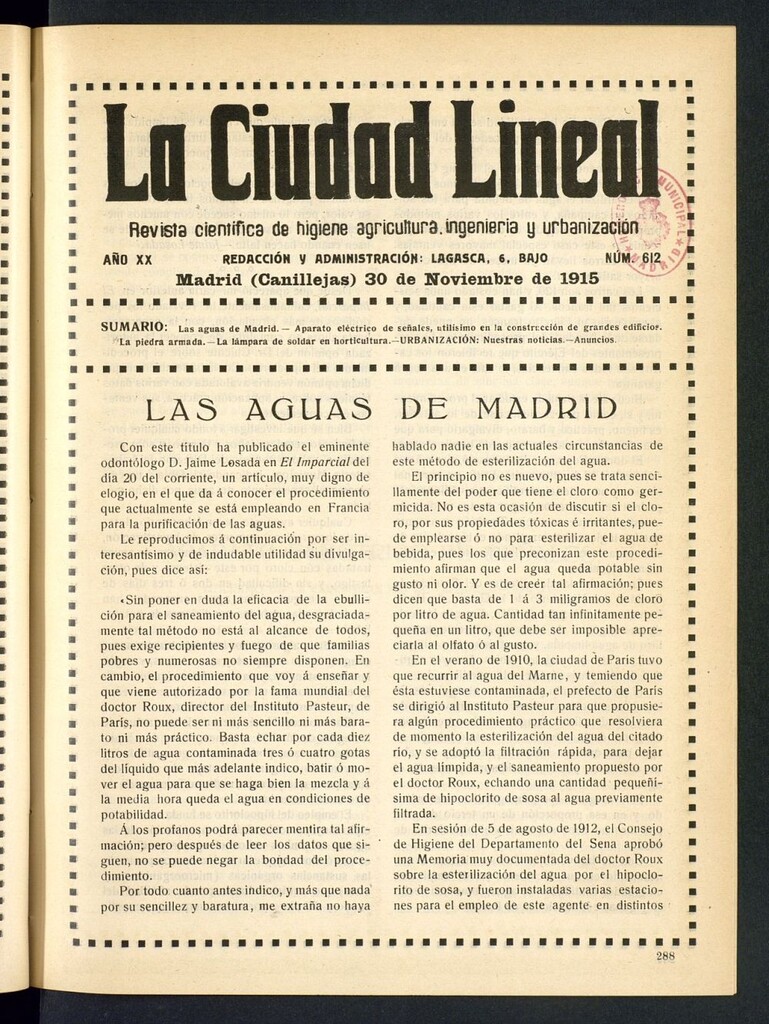 La Ciudad Lineal
Revista científica de higiene agricultura, ingeniería y urbanización
AÑO XX REDACCIÓN Y ADMINISTRACIÓN: LAGASCA, 6, BAJO NÚM. 612
Madrid (Canillejas) 30 de Noviembre de 1915
MUNICIPAL
MADRID
SUMARIO: Las aguas de Madrid.— Aparato eléctrico de señales, utilísimo en la construcción de grandes edificios.
La piedra armada.—La lámpara de soldar en horticultura.—URBANIZACIÓN: Nuestras noticias.—Anuncios.
LAS AGUAS DE MADRID
Con este título ha publicado el eminente
odontólogo D. Jaime Losada en El Imparcial del
día 20 del corriente, un artículo, muy digno de
elogio, en el que dá á conocer el procedimiento
que actualmente se está empleando en Francia
para la purificación de las aguas.
Le reproducimos á continuación por ser in-
teresantísimo y de indudable utilidad su divulga-
ción, pues dice así:
«Sin poner en duda la eficacia de la ebulli-
ción para el saneamiento del agua, desgraciada-
mente tal método no está al alcance de todos,
pues exige recipientes y fuego de que familias
pobres y numerosas no siempre disponen. En
cambio, el procedimiento que voy á enseñar y
que viene autorizado por la fama mundial del
doctor Roux, director del Instituto Pasteur, de
París, no puede ser ni más sencillo ni más bara-
to ni más práctico. Basta echar por cada diez
litros de agua contaminada tres ó cuatro gotas
del líquido que más adelante indico, batir ó mo-
ver el agua para que se haga bien la mezcla y á
la media hora queda el agua en condiciones de
potabilidad.
Á los profanos podrá parecer mentira tal afir-
mación; pero después de leer los datos que si-
guen, no se puede negar la bondad del proce-
dimiento.
Por todo cuanto antes indico, y más que nada
por su sencillez y baratura, me extraña no haya
hablado nadie en las actuales circunstancias de
este método de esterilización del agua.
El principio no es nuevo, pues se trata senci-
llamente del poder que tiene el cloro como ger-
micida. No es esta ocasión de discutir si el clo-
ro, por sus propiedades tóxicas é irritantes, pue-
de emplearse ó no para esterilizar el agua de
bebida, pues los que preconizan este procedi-
miento afirman que el agua queda potable sin
gusto ni olor. Y es de creer tal afirmación; pues
dicen que basta de 1 á 3 miligramos de cloro
por litro de agua. Cantidad tan infinitamente pe-
queña en un litro, que debe ser imposible apre-
ciarla al olfato ó al gusto.
En el verano de 1910, la ciudad de París tuvo
que recurrir al agua del Marne, y temiendo que
ésta estuviese contaminada, el prefecto de París
se dirigió al Instituto Pasteur para que propusie-
ra algún procedimiento práctico que resolviera
de momento la esterilización del agua del citado
río, y se adoptó la filtración rápida, para dejar
el agua límpida, y el saneamiento propuesto por
el doctor Roux, echando una cantidad pequeñí-
sima de hipoclorito de sosa al agua previamente
filtrada.
En sesión de 5 de agosto de 1912, el Consejo
de Higiene del Departamento del Sena aprobó
una Memoria muy documentada del doctor Roux
sobre la esterilización del agua por el hipoclo-
rito de sosa, y fueron instaladas varias estacio-
nes para el empleo de este agente en distintos
288